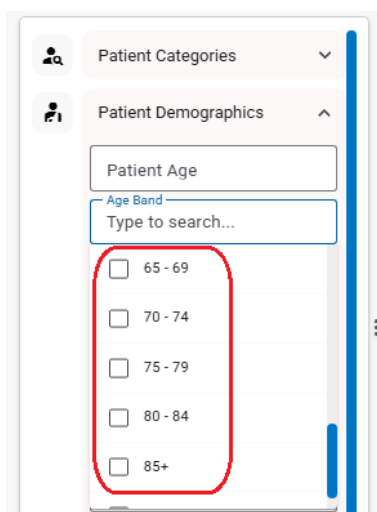 Patient Categories
Patient Demographics
Patient Age
Age Band
Type to search...
65 - 69
70 - 74
75 - 79
80 - 84
85+